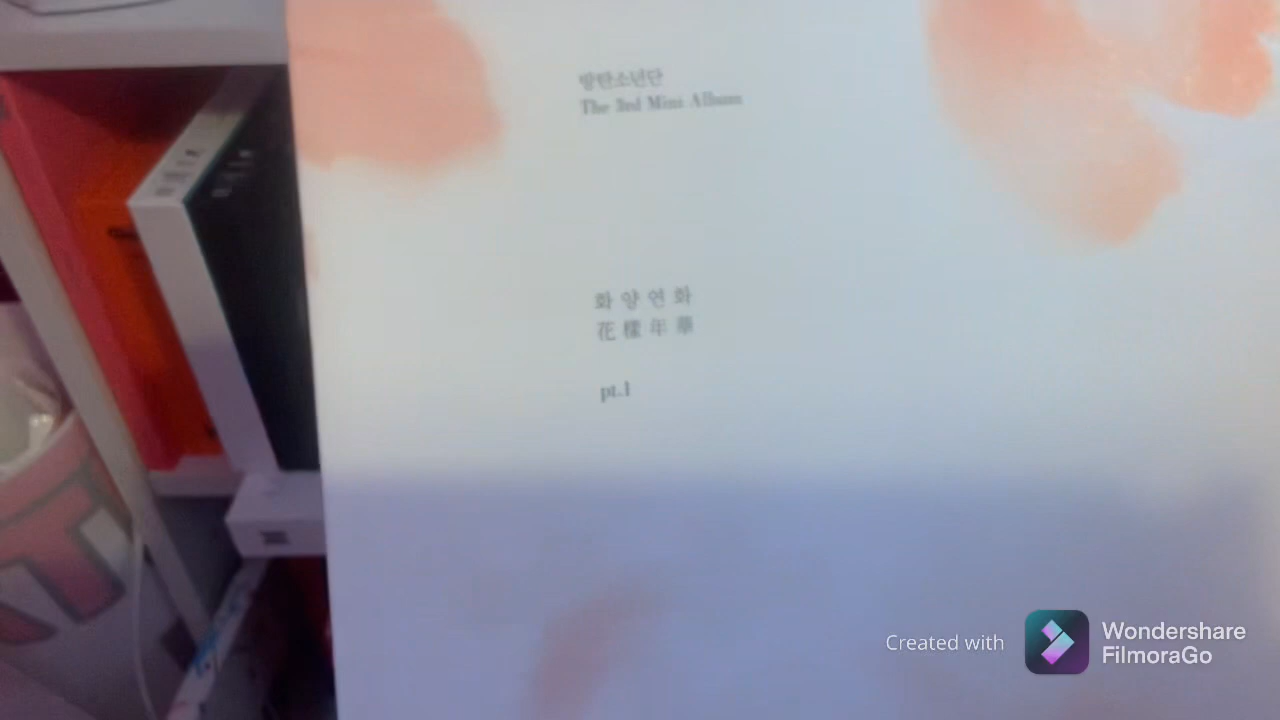 방탄소년단
The 3rd Mini Album
화양연화
花樣年華
pt.1
Created with
Wondershare
FilmoraGo